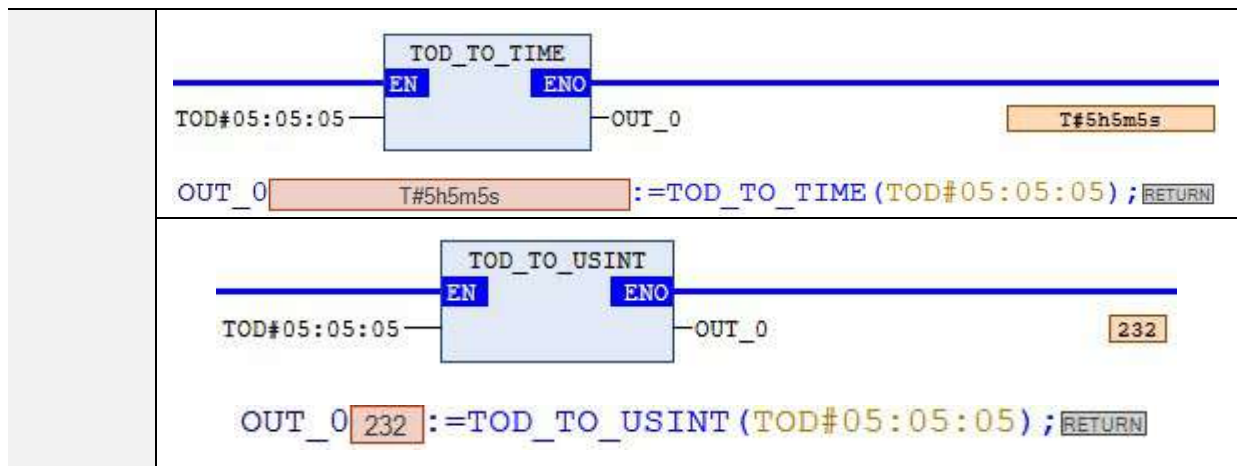 TOD_TO_TIME
EN ENO
TOD#05:05:05 OUT_0 T#5h5m5s
OUT_0 T#5h5m5s :=TOD_TO_TIME(TOD#05:05:05);RETURN
TOD_TO_USINT
EN ENO
TOD#05:05:05 OUT_0 232
OUT_0 232 :=TOD_TO_USINT(TOD#05:05:05);RETURN